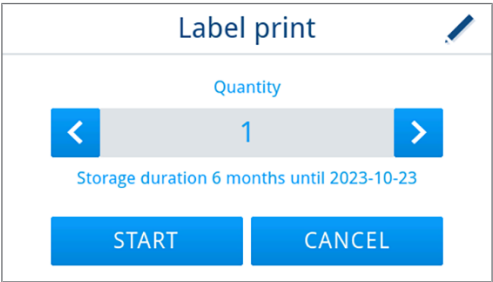 Label print
Quantity
1
Storage duration 6 months until 2023-10-23
START CANCEL